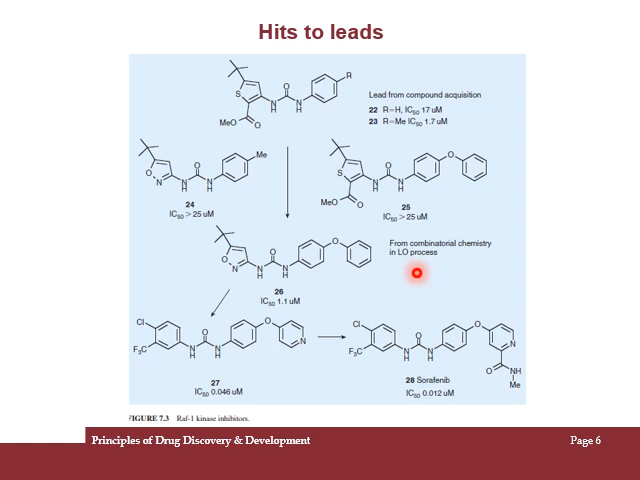 Hits to leads
R
S
O
N
H
N
H
MeO
O
Lead from compound acquisition
22 R=H, IC50 17 uM
23 R=Me IC50 1.7 uM
Me
O
N
O
N
H
N
H
24
IC50 > 25 uM
S
O
O
N
H
N
H
MeO
O
25
IC50 > 25 uM
O
O
N
O
N
H
N
H
26
IC50 1.1 uM
From combinatorial chemistry
in LO process
Cl
F3C
O
O
N
H
N
H
N
27
IC50 0.046 uM
Cl
F3C
O
O
N
H
N
H
N
O
NH
Me
28 Sorafenib
IC50 0.012 uM
FIGURE 7.3 Raf-1 kinase inhibitors.
Principles of Drug Discovery & Development
Page 6